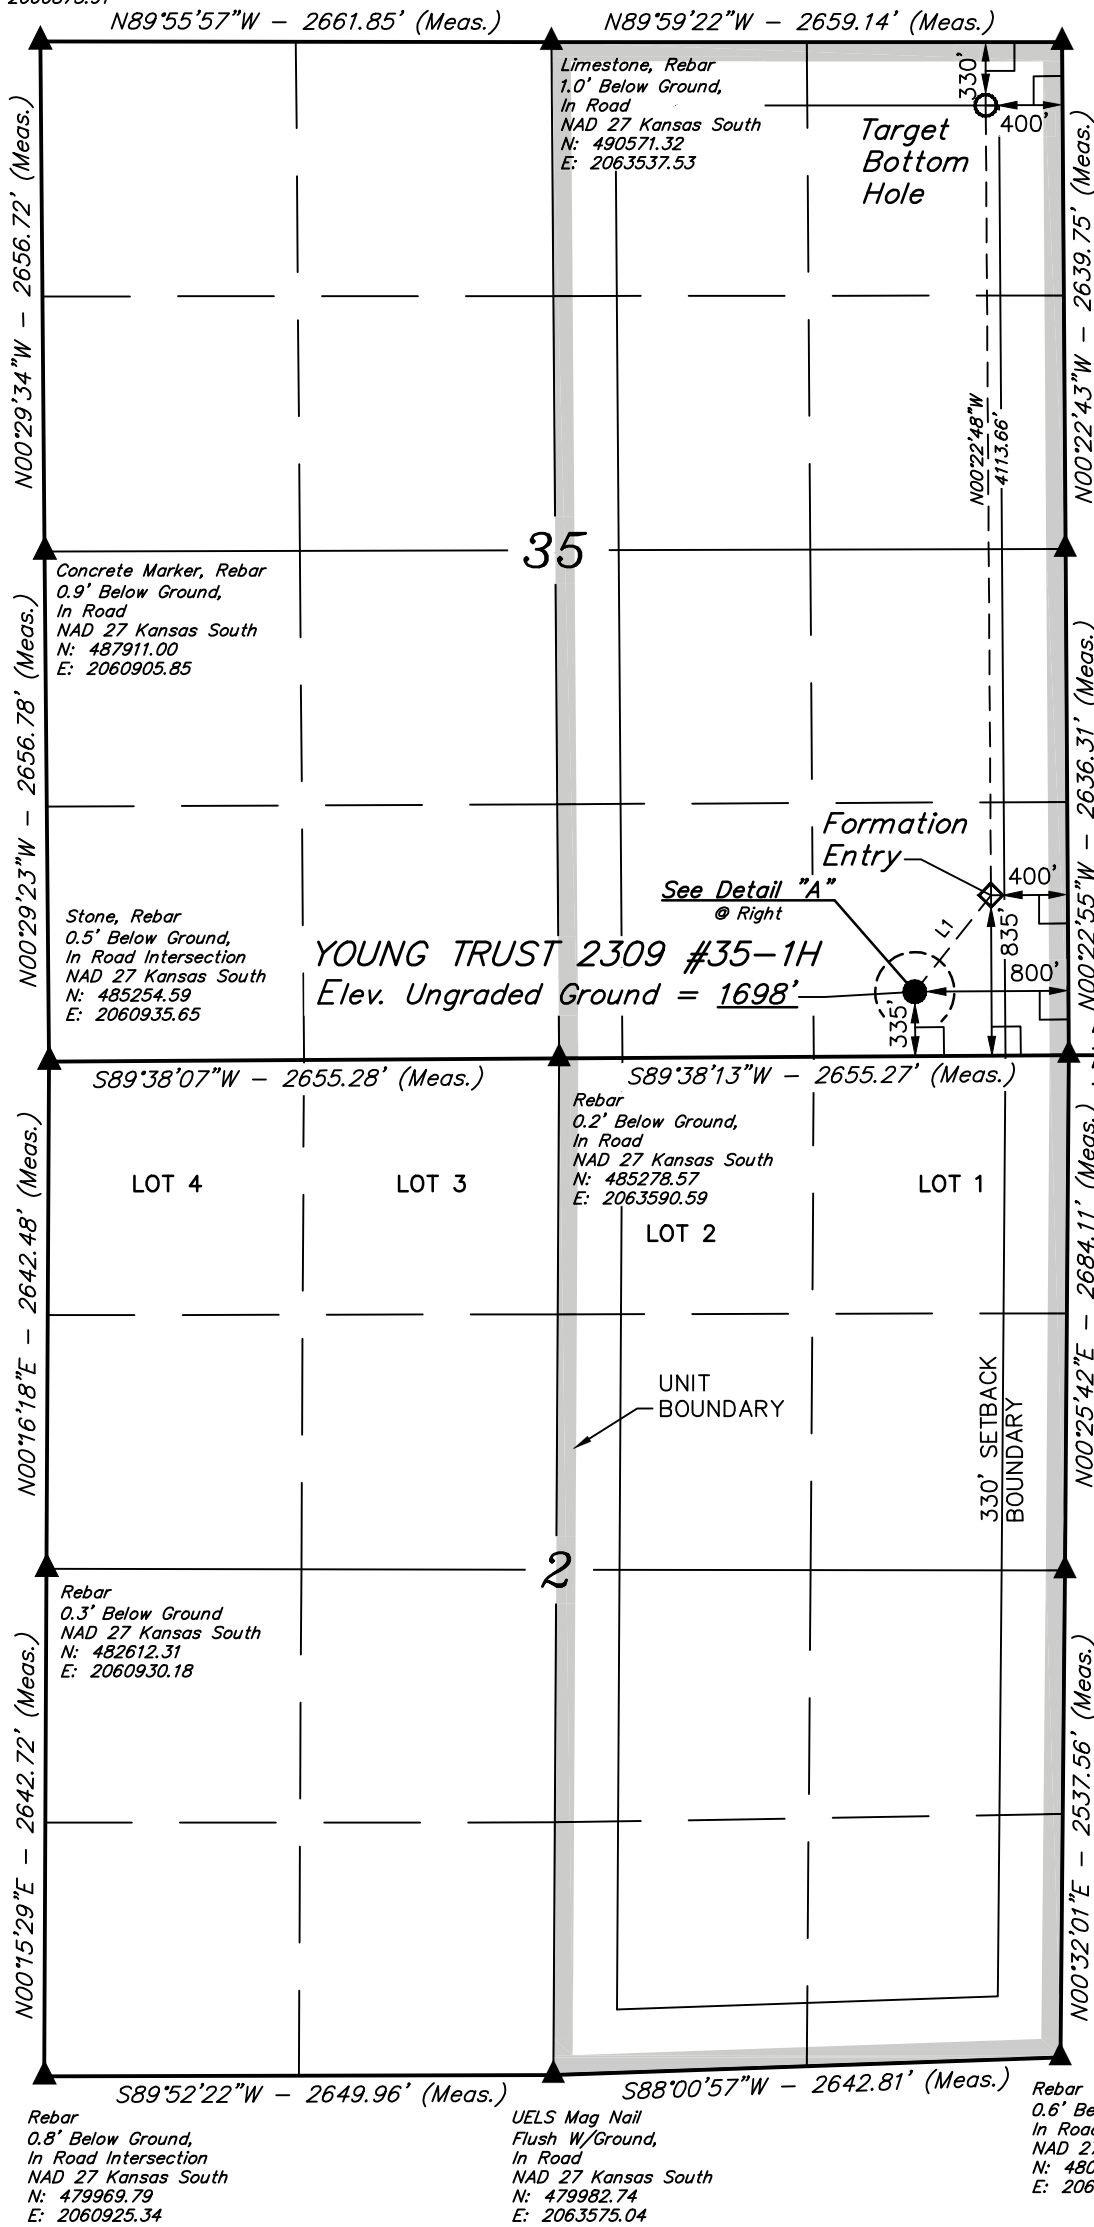 N89°55'57"W - 2661.85' (Meas.)
N89°59'22"W - 2659.14' (Meas.)
Limestone, Rebar
1.0' Below Ground,
In Road
NAD 27 Kansas South
N: 490571.32
E: 2063537.53
330'
400'
Target
Bottom
Hole
N00°29'34"W - 2656.72' (Meas.)
N00°22'43"W - 2639.75' (Meas.)
N00°22'48"W
4113.66'
35
Concrete Marker, Rebar
0.9' Below Ground,
In Road
NAD 27 Kansas South
N: 487911.00
E: 2060905.85
N00°29'23"W - 2656.78' (Meas.)
N00°22'55"W - 2636.31' (Meas.)
Formation
Entry
400'
See Detail "A"
@ Right
L1
835'
800'
335'
Stone, Rebar
0.5' Below Ground,
In Road Intersection
NAD 27 Kansas South
N: 485254.59
E: 2060935.65
YOUNG TRUST 2309 #35-1H
Elev. Ungraded Ground = 1698'
S89°38'07"W - 2655.28' (Meas.)
S89°38'13"W - 2655.27' (Meas.)
Rebar
0.2' Below Ground,
In Road
NAD 27 Kansas South
N: 485278.57
E: 2063590.59
LOT 4
LOT 3
LOT 2
LOT 1
N00°16'18"E - 2642.48' (Meas.)
N00°25'42"E - 2684.11' (Meas.)
UNIT
BOUNDARY
330' SETBACK
BOUNDARY
2
Rebar
0.3' Below Ground
NAD 27 Kansas South
N: 482612.31
E: 2060930.18
N00°15'29"E - 2642.72' (Meas.)
N00°32'01"E - 2537.56' (Meas.)
S89°52'22"W - 2649.96' (Meas.)
S88°00'57"W - 2642.81' (Meas.)
Rebar
0.8' Below Ground,
In Road Intersection
NAD 27 Kansas South
N: 479969.79
E: 2060925.34
UELS Mag Nail
Flush W/Ground,
In Road
NAD 27 Kansas South
N: 479982.74
E: 2063575.04
Rebar
0.6' Be
In Road
NAD 27
N: 480
E: 206